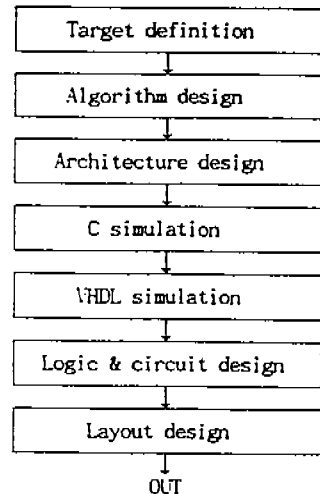 Target definition
Algorithm design
Architecture design
C simulation
VHDL simulation
Logic & circuit design
Layout design
OUT